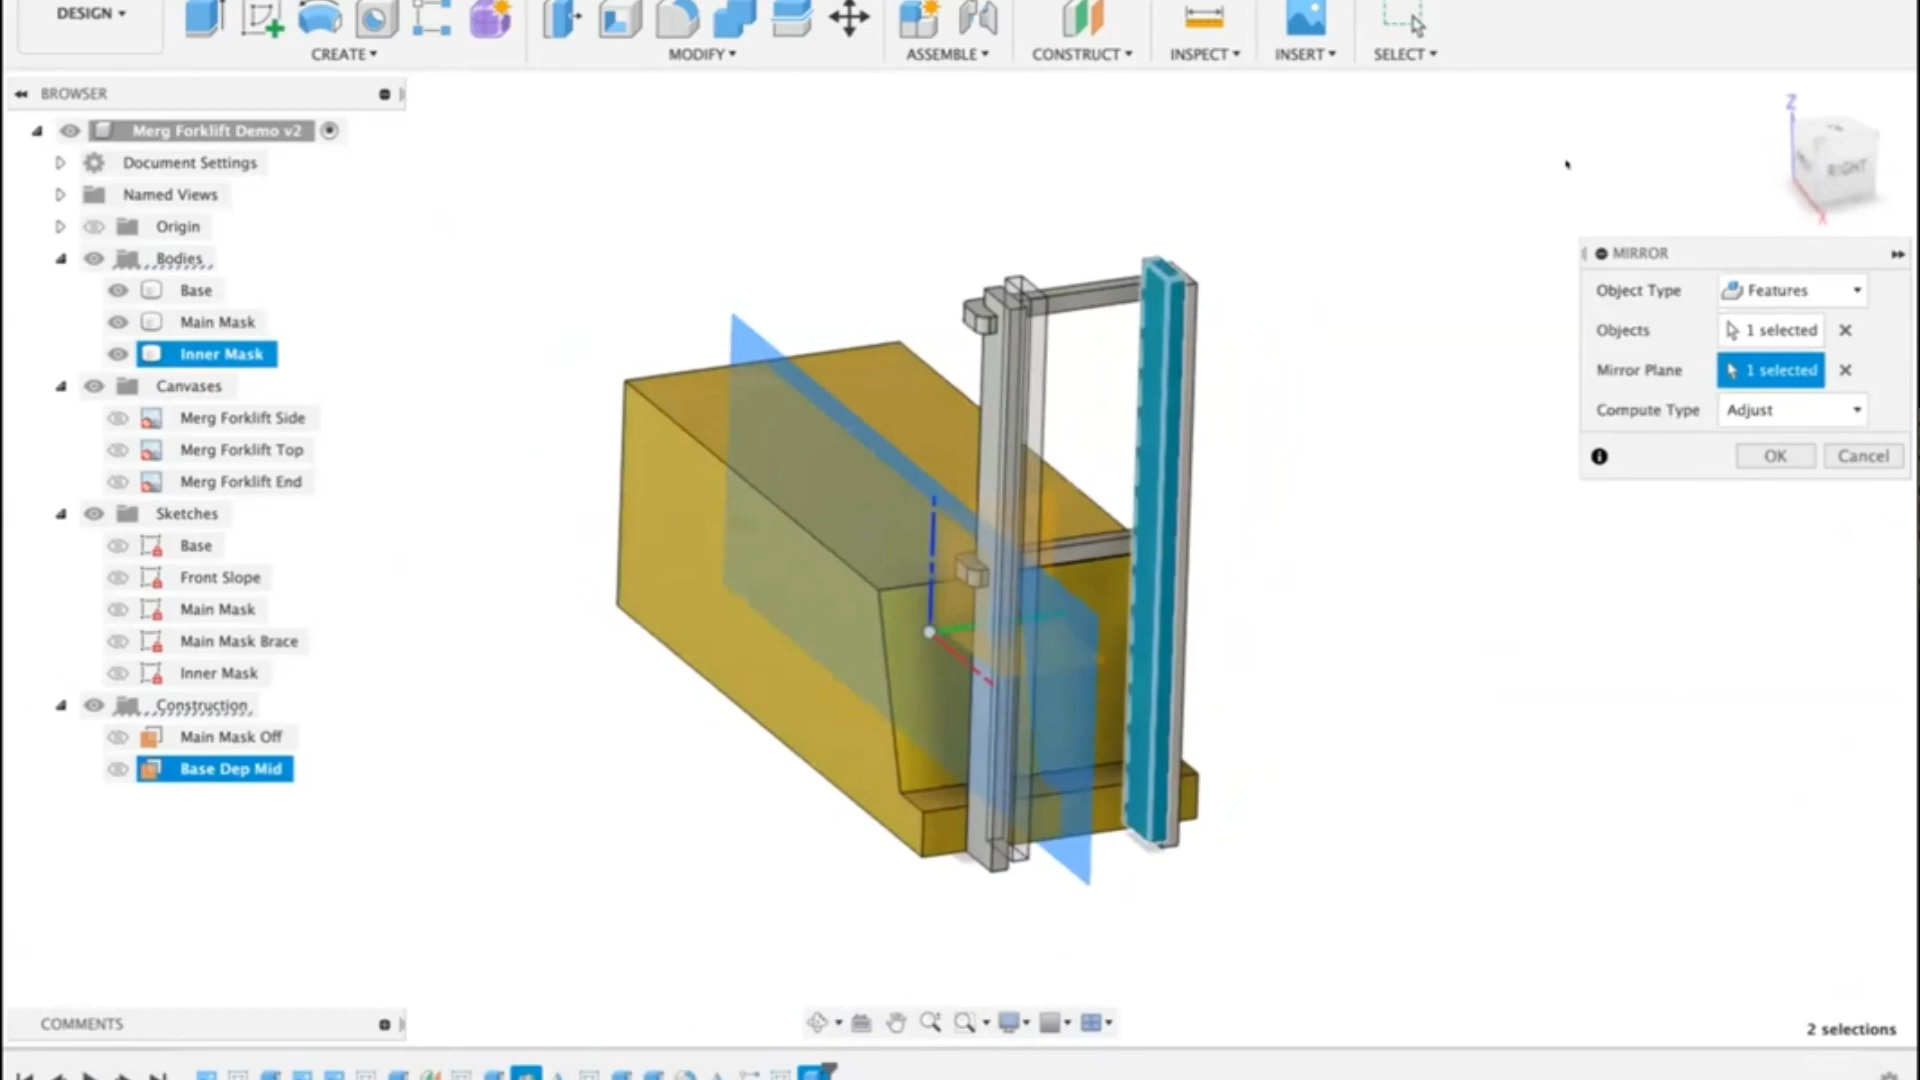 DESIGN
CREATE
MODIFY
ASSEMBLE
CONSTRUCT
INSPECT
INSERT
SELECT
BROWSER
Merg Forklift Demo v2
Document Settings
Named Views
Origin
Bodies
Base
Main Mask
Inner Mask
Canvases
Merg Forklift Side
Merg Forklift Top
Merg Forklift End
Sketches
Base
Front Slope
Main Mask
Main Mask Brace
Inner Mask
Construction
Main Mask Off
Base Dep Mid
Z
RIGHT
X
MIRROR
Object Type Features
Objects 1 selected
Mirror Plane 1 selected
Compute Type Adjust
OK Cancel
COMMENTS
2 selections